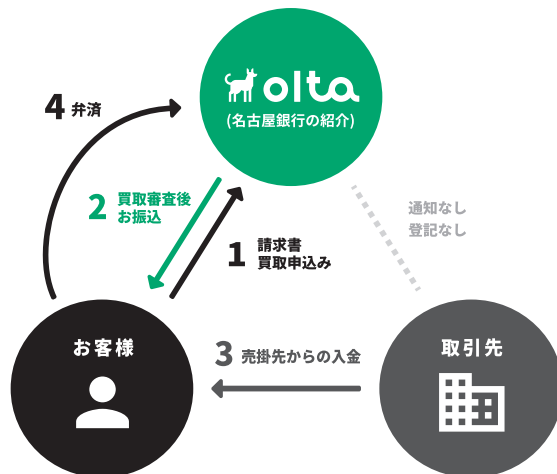 olta
(名古屋銀行の紹介)
4 弁済
2 買取審査後
お振込
1 請求書
買取申込み
通知なし
登記なし
お客様
3 売掛先からの入金
取引先